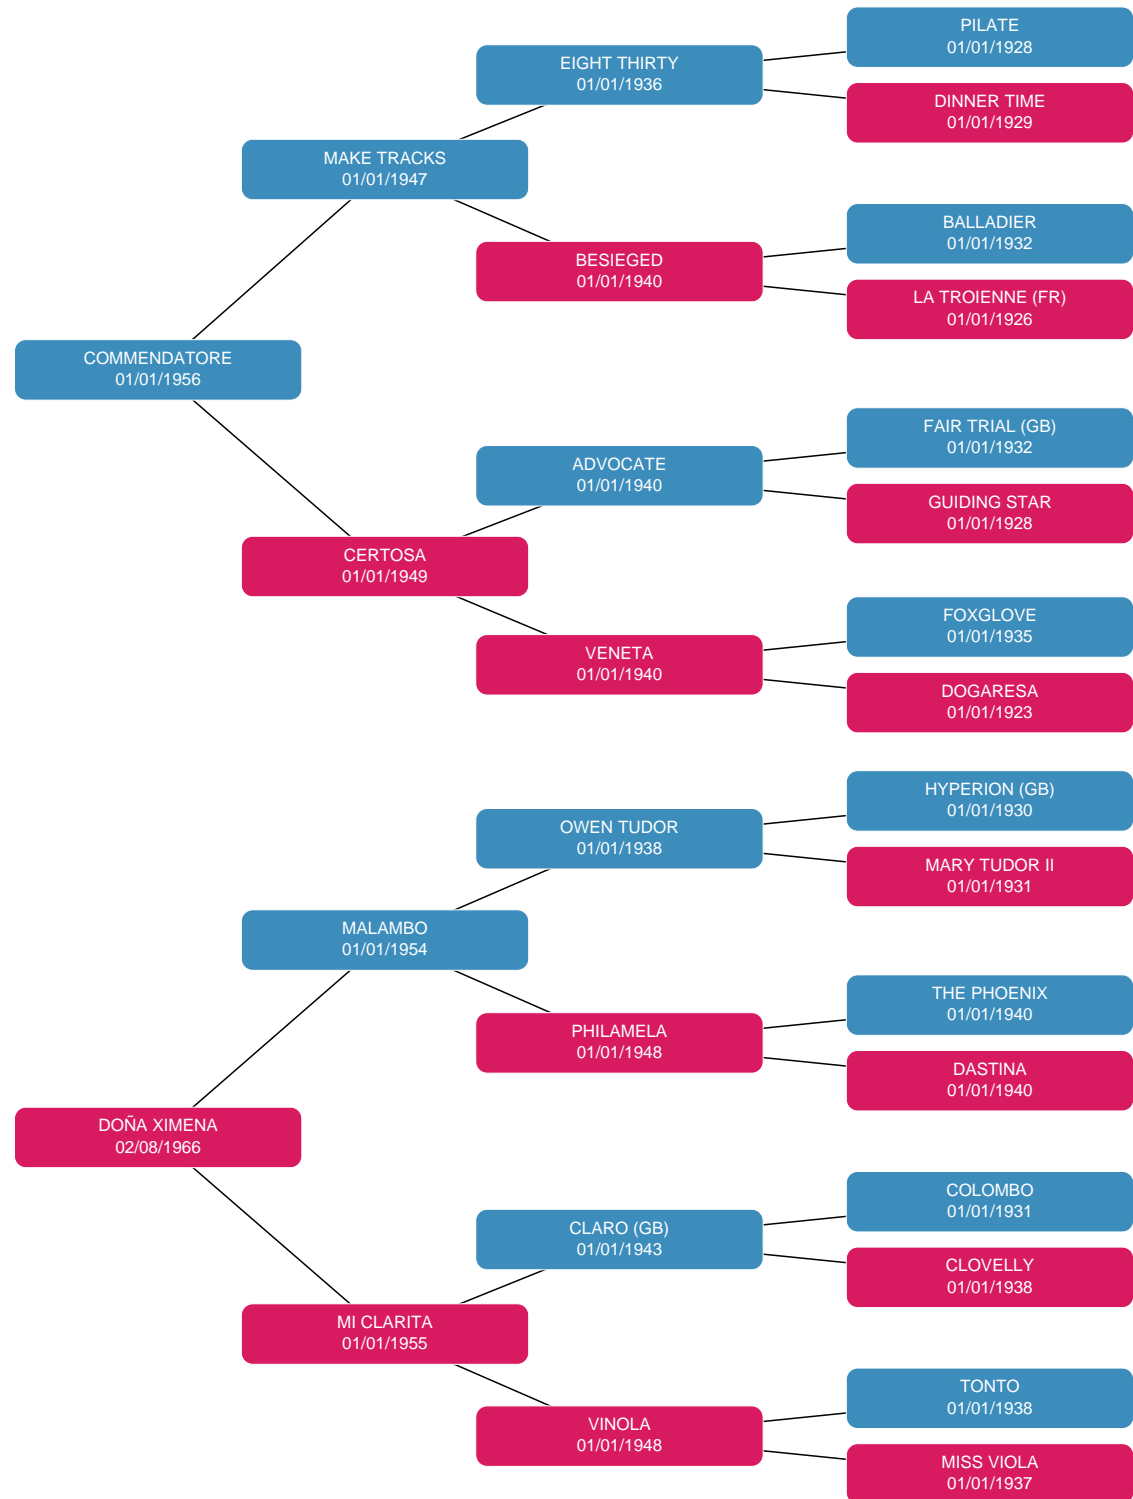 PILATE
01/01/1928
EIGHT THIRTY
01/01/1936
DINNER TIME
01/01/1929
MAKE TRACKS
01/01/1947
BALLADIER
01/01/1932
BESIEGED
01/01/1940
LA TROIENNE (FR)
01/01/1926
COMMENDATORE
01/01/1956
FAIR TRIAL (GB)
01/01/1932
ADVOCATE
01/01/1940
GUIDING STAR
01/01/1928
CERTOSA
01/01/1949
FOXGLOVE
01/01/1935
VENETA
01/01/1940
DOGARESA
01/01/1923
HYPERION (GB)
01/01/1930
OWEN TUDOR
01/01/1938
MARY TUDOR II
01/01/1931
MALAMBO
01/01/1954
THE PHOENIX
01/01/1940
PHILAMELA
01/01/1948
DASTINA
01/01/1940
DOÑA XIMENA
02/08/1966
COLOMBO
01/01/1931
CLARO (GB)
01/01/1943
CLOVELLY
01/01/1938
MI CLARITA
01/01/1955
TONTO
01/01/1938
VINOLA
01/01/1948
MISS VIOLA
01/01/1937